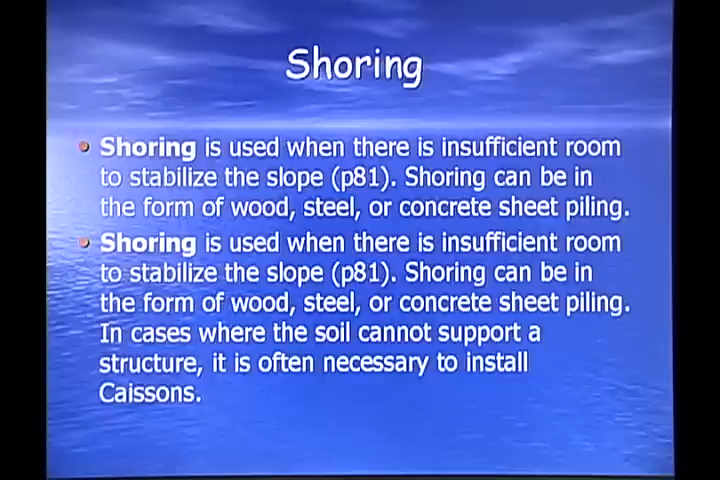 Shoring
Shoring is used when there is insufficient room
to stabilize the slope (p81). Shoring can be in
the form of wood, steel, or concrete sheet piling.
Shoring is used when there is insufficient room
to stabilize the slope (p81). Shoring can be in
the form of wood, steel, or concrete sheet piling.
In cases where the soil cannot support a
structure, it is often necessary to install
Caissons.